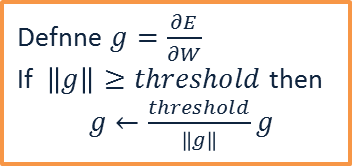 Defnne g = ∂E/∂W
If ‖g‖ ≥ threshold then
g ← threshold/‖g‖ g